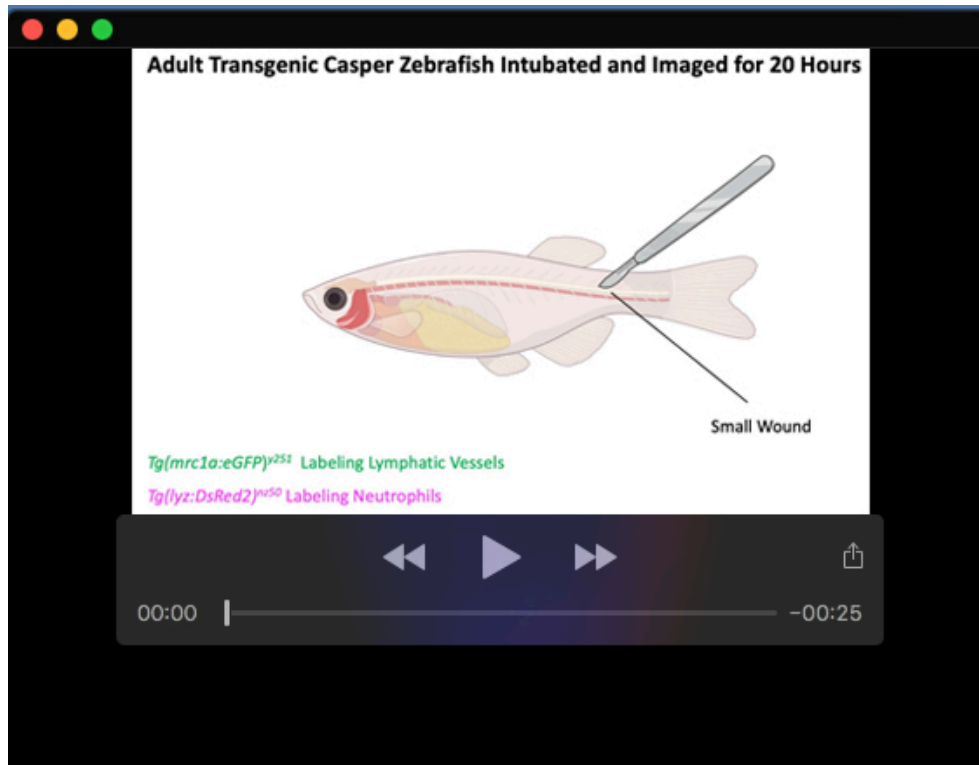 Adult Transgenic Casper Zebrafish Intubated and Imaged for 20 Hours
Small Wound
Tg(mrc1a:eGFP)y251 Labeling Lymphatic Vessels
Tg(lyz:DsRed2)nz50 Labeling Neutrophils
00:00
-00:25